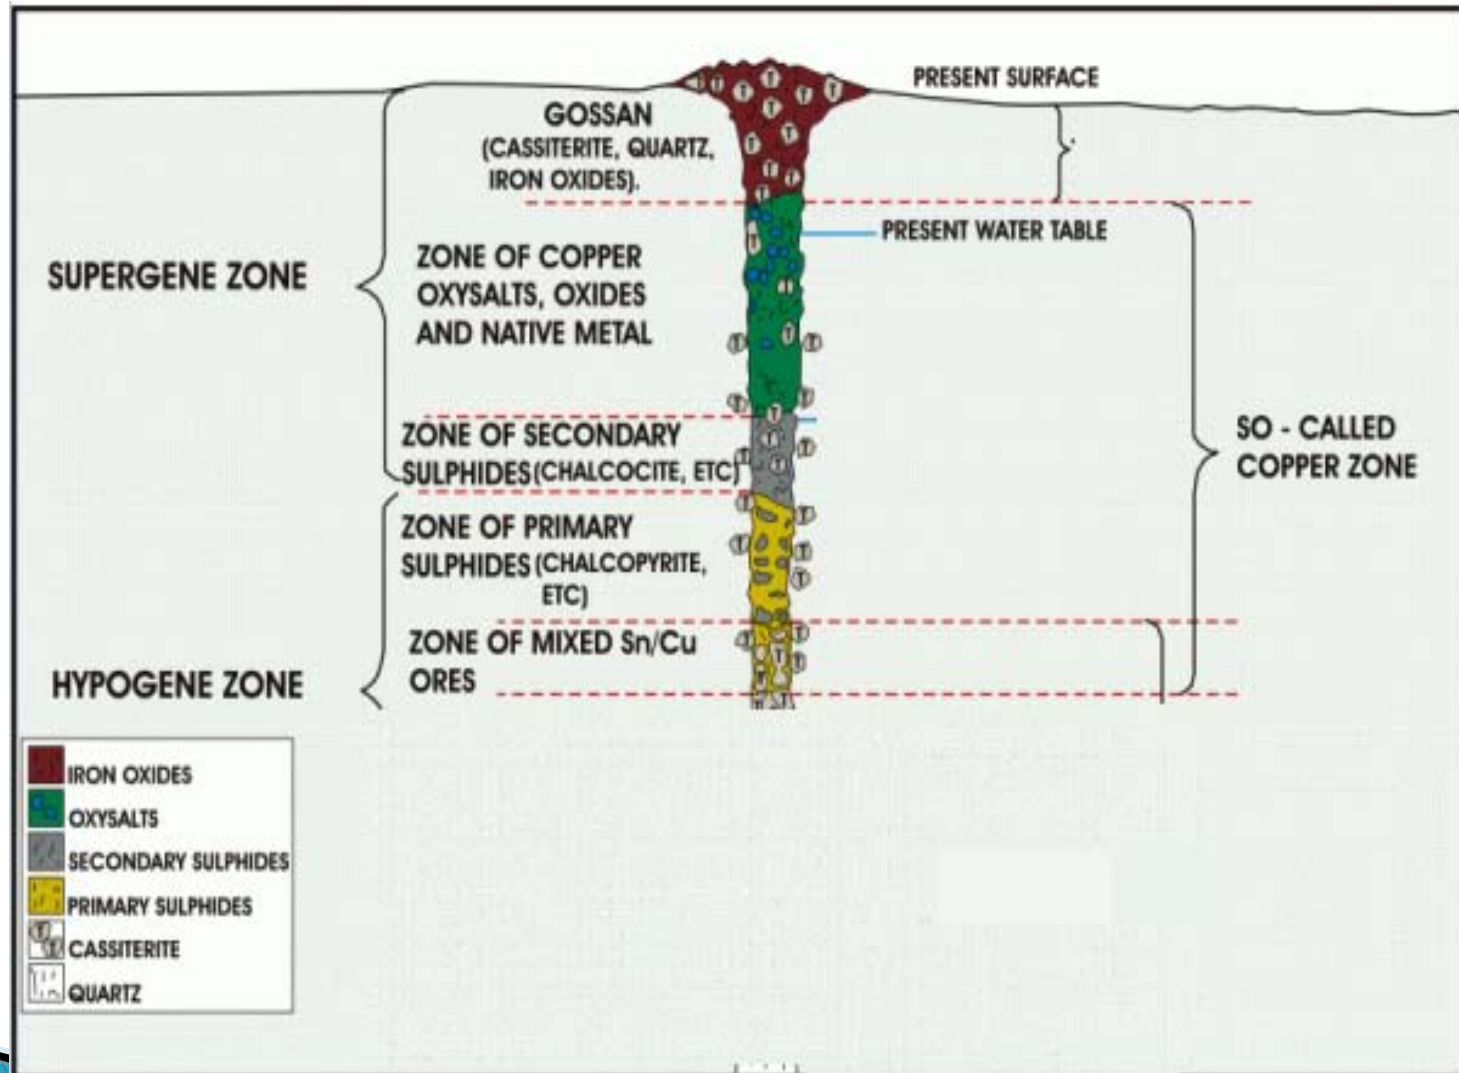 PRESENT SURFACE
GOSSAN
(CASSITERITE, QUARTZ,
IRON OXIDES).
PRESENT WATER TABLE
SUPERGENE ZONE
ZONE OF COPPER
OXYSALTS, OXIDES
AND NATIVE METAL
ZONE OF SECONDARY
SULPHIDES (CHALCOCITE, ETC)
SO - CALLED
COPPER ZONE
ZONE OF PRIMARY
SULPHIDES (CHALCOPYRITE,
ETC)
ZONE OF MIXED Sn/Cu
ORES
HYPOGENE ZONE
IRON OXIDES
OXYSALTS
SECONDARY SULPHIDES
PRIMARY SULPHIDES
CASSITERITE
QUARTZ